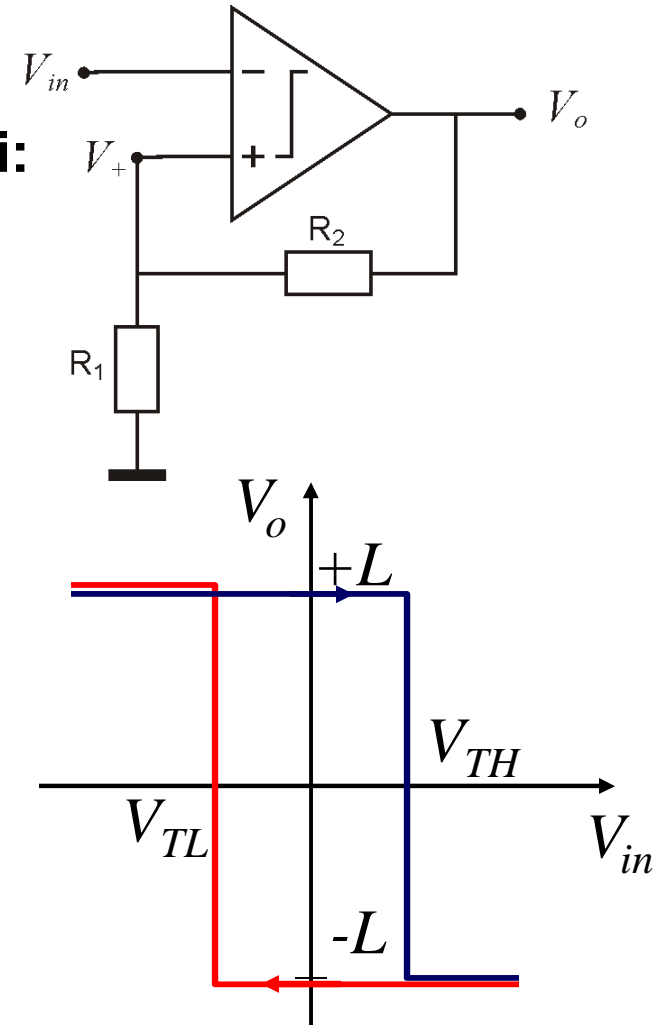 V_in
− V_o
i: V_+ +
R_2
R_1
V_o
+L
V_TH
V_TL V_in
-L